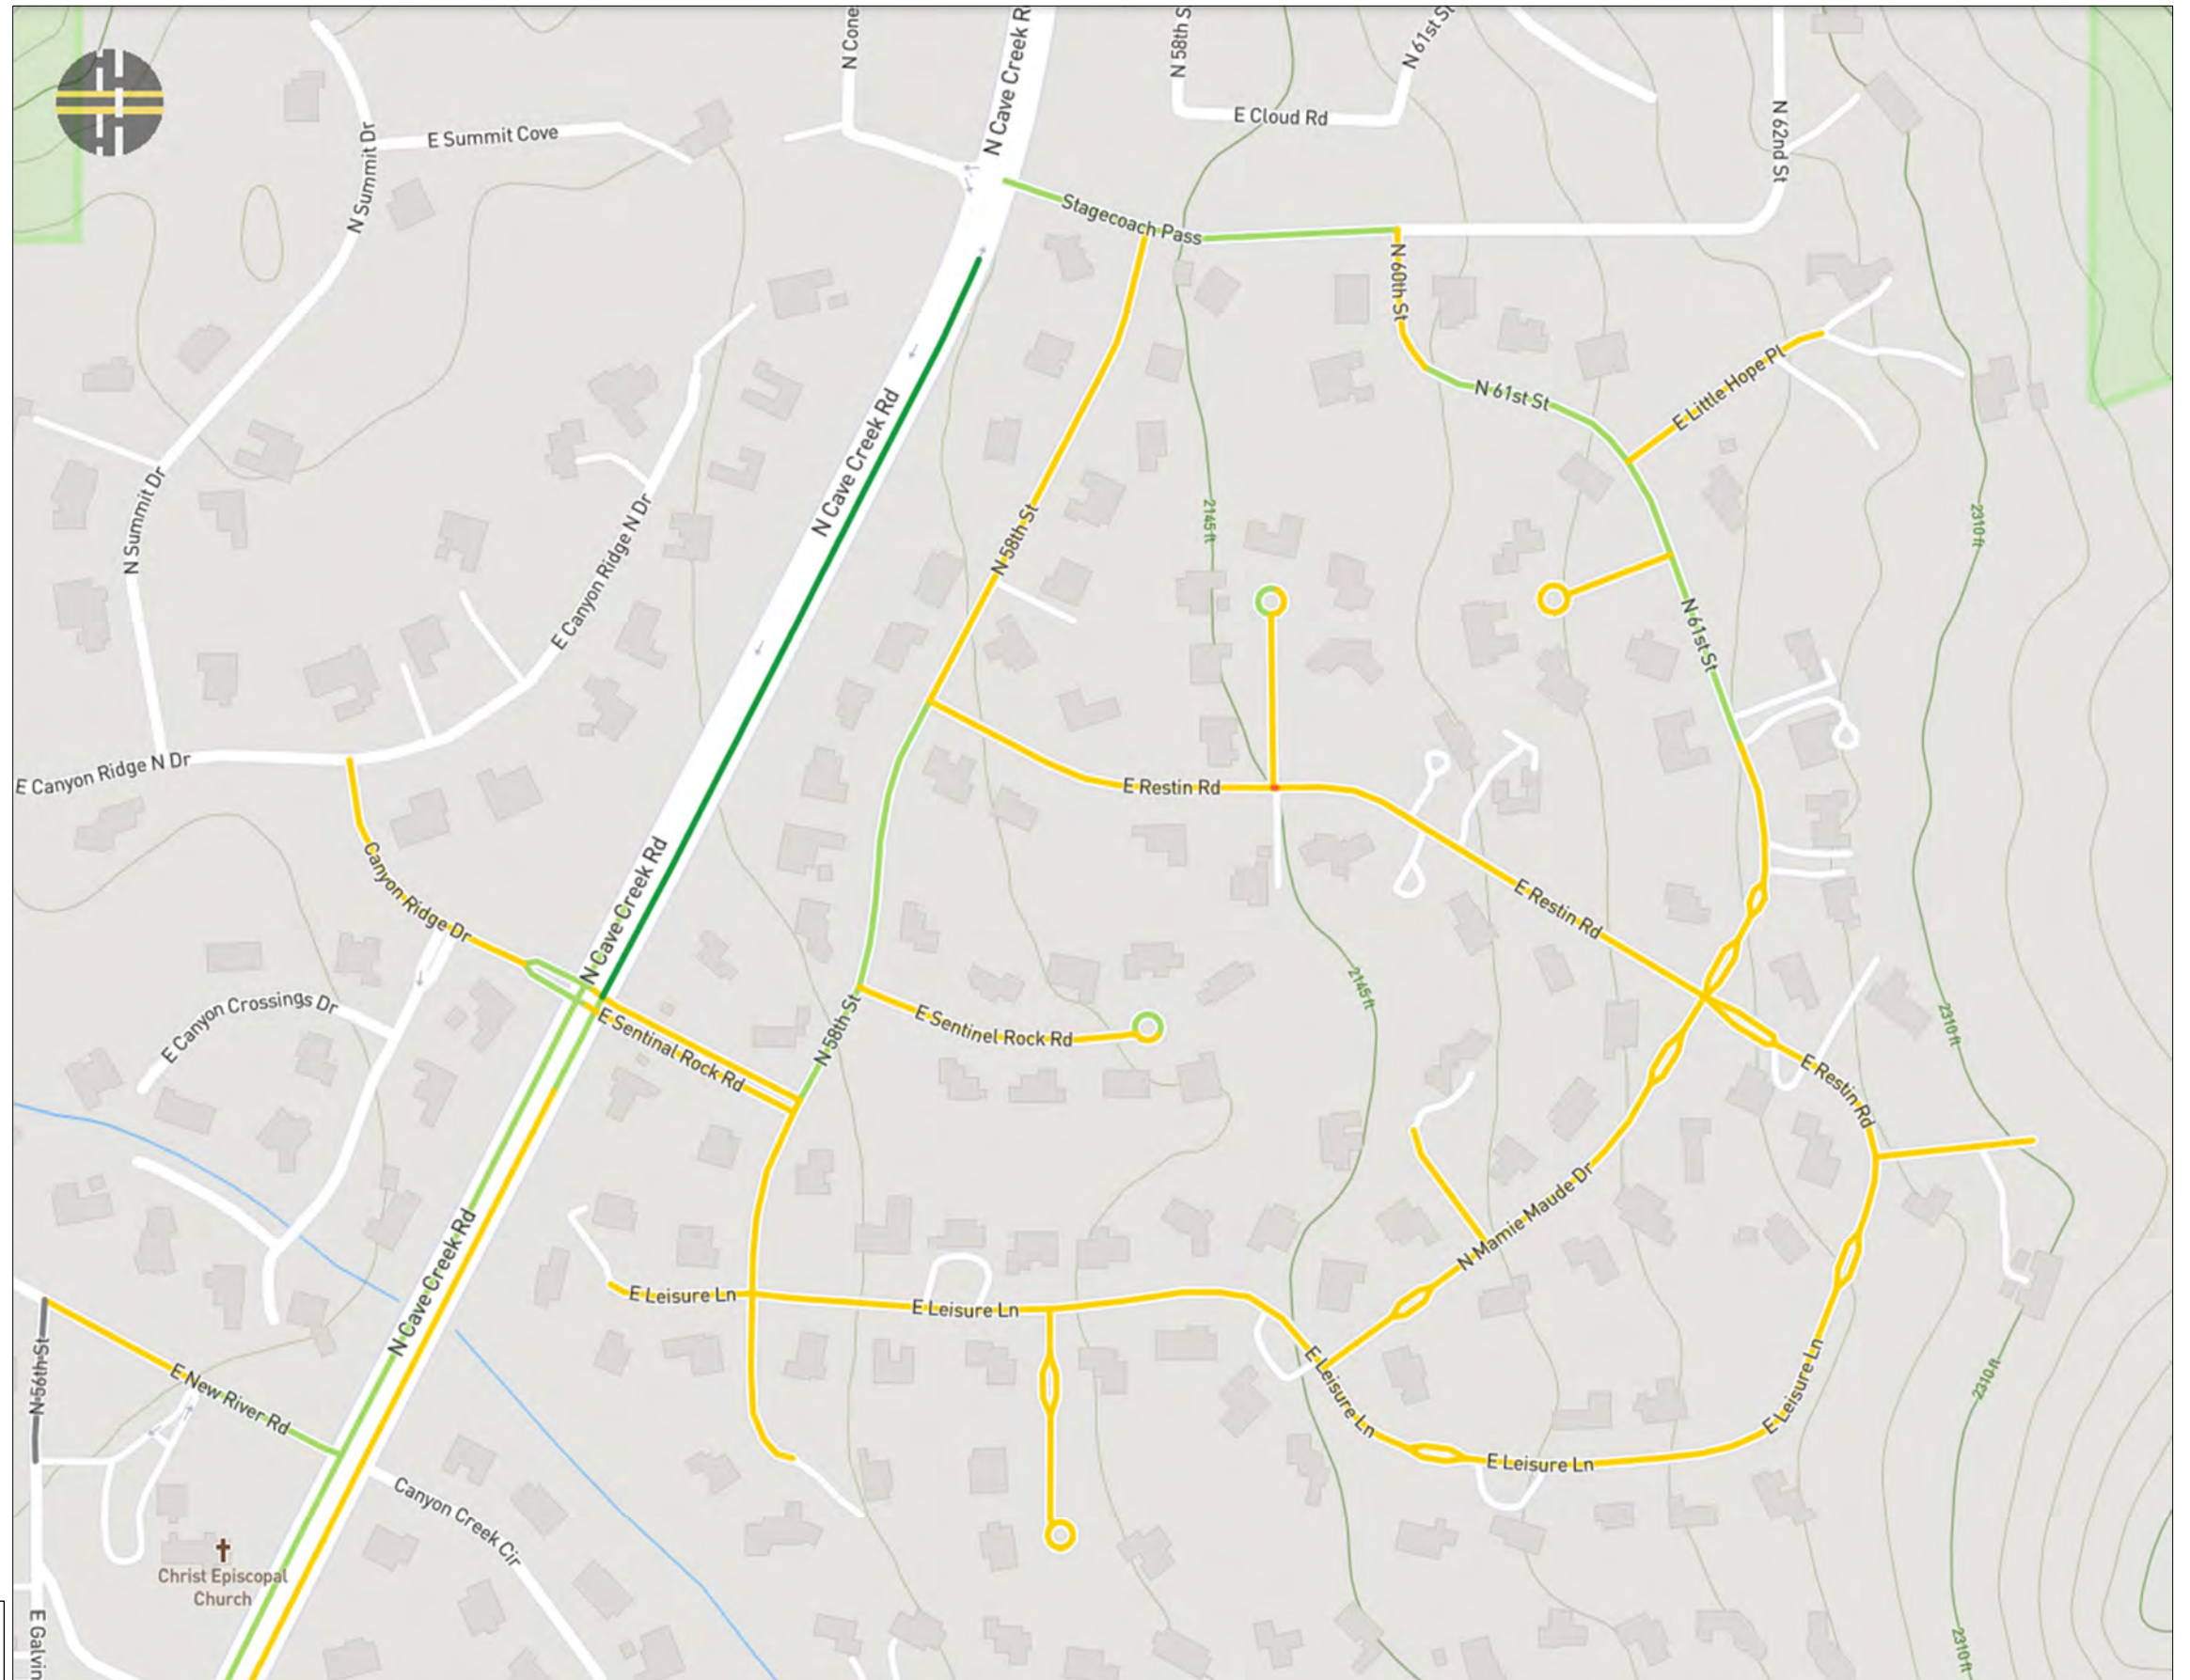 N Cone
N Cave Creek R
N 58th S
N 61st St
E Cloud Rd
N 62nd St
N Summit Dr
E Summit Cove
Stagecoach Pass
N 60th St
E Little Hope Pl
N 61st St
N Cave Creek Rd
N Summit Dr
E Canyon Ridge N Dr
N 58th St
2145 ft
2310 ft
N 61st St
E Canyon Ridge N Dr
E Restin Rd
Canyon Ridge Dr
N Cave Creek Rd
E Restin Rd
E Canyon Crossings Dr
E Sentinal Rock Rd
N 58th St
E Sentinel Rock Rd
2145 ft
2310 ft
E Restin Rd
N Mamie Maude Dr
N Cave Creek Rd
E Leisure Ln
E Leisure Ln
E Leisure Ln
E Leisure Ln
E Leisure Ln
2310 ft
N 56th St
E New River Rd
Canyon Creek Cir
Christ Episcopal
Church
E Galvin
2310 ft